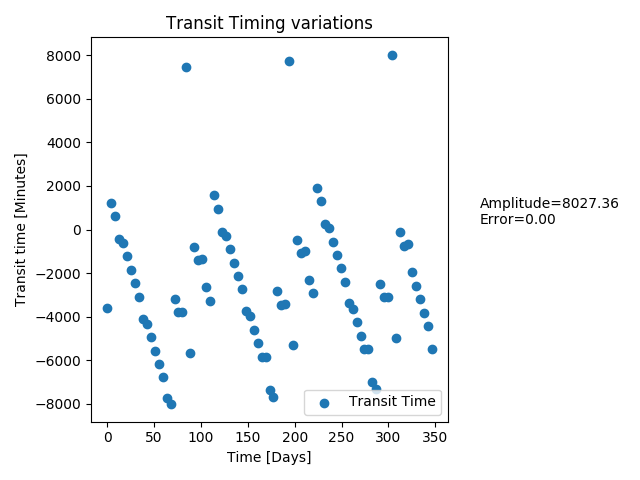 Transit Timing variations
8000
6000
4000
2000
0
−2000
−4000
−6000
−8000
Transit time [Minutes]
Amplitude=8027.36
Error=0.00
Transit Time
0 50 100 150 200 250 300 350
Time [Days]